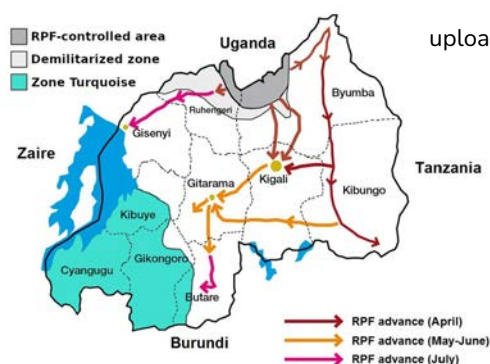 RPF-controlled area
Demilitarized zone
Zone Turquoise
Uganda
uploa
Byumba
Ruhengeri
Gisenyi
Zaire
Tanzania
Gitarama
Kigali
Kibungo
Kibuye
Cyangugu
Gikongoro
Butare
Burundi
RPF advance (April)
RPF advance (May-June)
RPF advance (July)